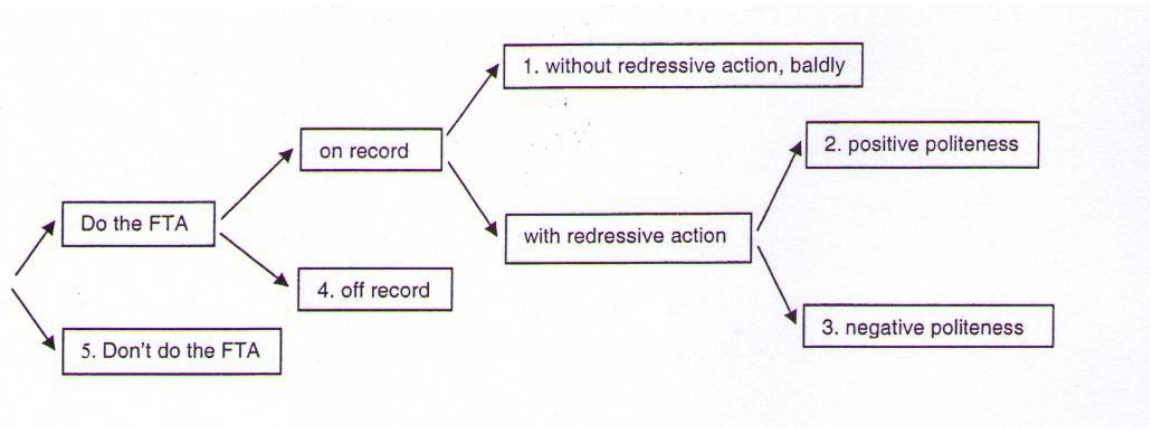 1. without redressive action, baldly
on record
2. positive politeness
Do the FTA
with redressive action
4. off record
3. negative politeness
5. Don't do the FTA